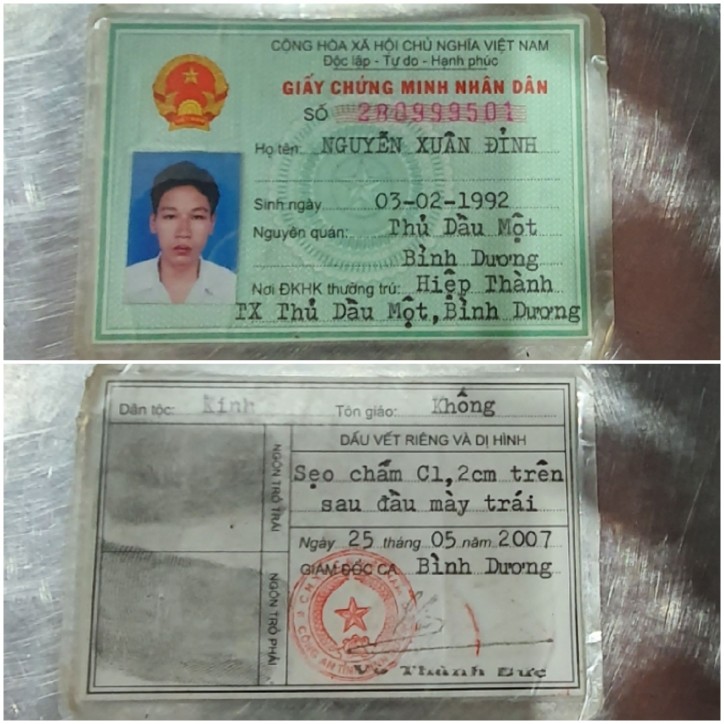 CỘNG HÒA XÃ HỘI CHỦ NGHĨA VIỆT NAM
Độc lập - Tự do - Hạnh phúc
GIẤY CHỨNG MINH NHÂN DÂN
SỐ 280999501
Họ tên: NGUYỄN XUÂN ĐỈNH
Sinh ngày 03-02-1992
Nguyên quán: Thủ Dầu Một
Bình Dương
Nơi ĐKHK thường trú: Hiệp Thành
TX Thủ Dầu Một, Bình Dương
Dân tộc: Kinh Tôn giáo: Không
NGÓN TRỎ TRÁI
DẤU VẾT RIÊNG VÀ DỊ HÌNH
Sẹo chấm C1,2cm trên
sau đầu mày trái
Ngày 25 tháng 05 năm 2007
NGÓN TRỎ PHẢI
GIÁM ĐỐC CA Bình Dương
Võ Thành Đức